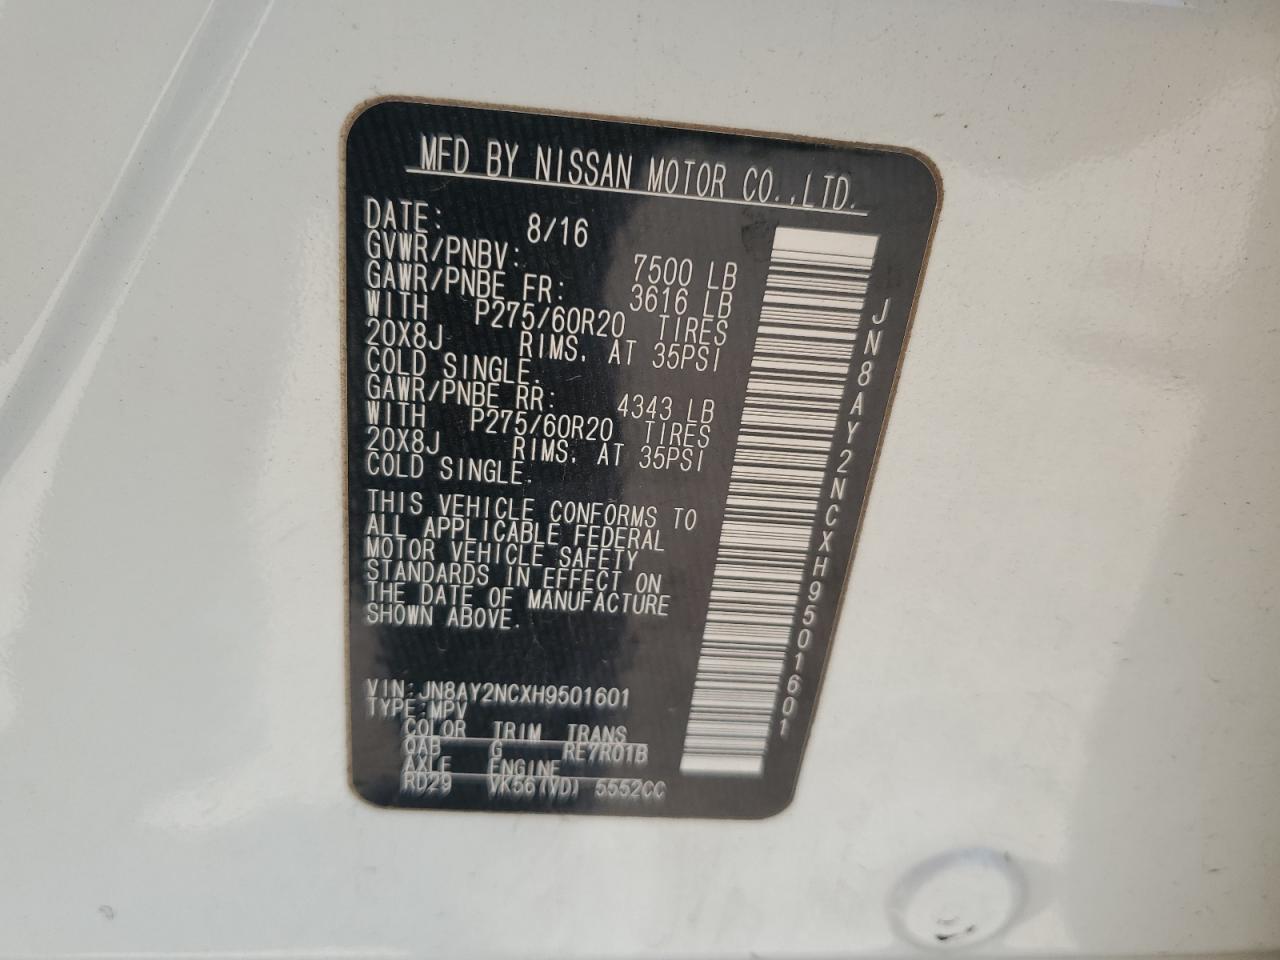 MFD BY NISSAN MOTOR CO.,LTD.
DATE: 8/16
GVWR/PNBV: 7500 LB
GAWR/PNBE FR: 3616 LB
WITH P275/60R20 TIRES
20X8J RIMS, AT 35PSI
COLD SINGLE.
GAWR/PNBE RR: 4343 LB
WITH P275/60R20 TIRES
20X8J RIMS, AT 35PSI
COLD SINGLE.
THIS VEHICLE CONFORMS TO
ALL APPLICABLE FEDERAL
MOTOR VEHICLE SAFETY
STANDARDS IN EFFECT ON
THE DATE OF MANUFACTURE
SHOWN ABOVE.
VIN:JN8AY2NCXH9501601
TYPE:MPV
COLOR TRIM TRANS
QAB G RE7R01B
AXLE ENGINE
RD29 VK56(VD) 5552CC
JN8AY2NCXH9501601